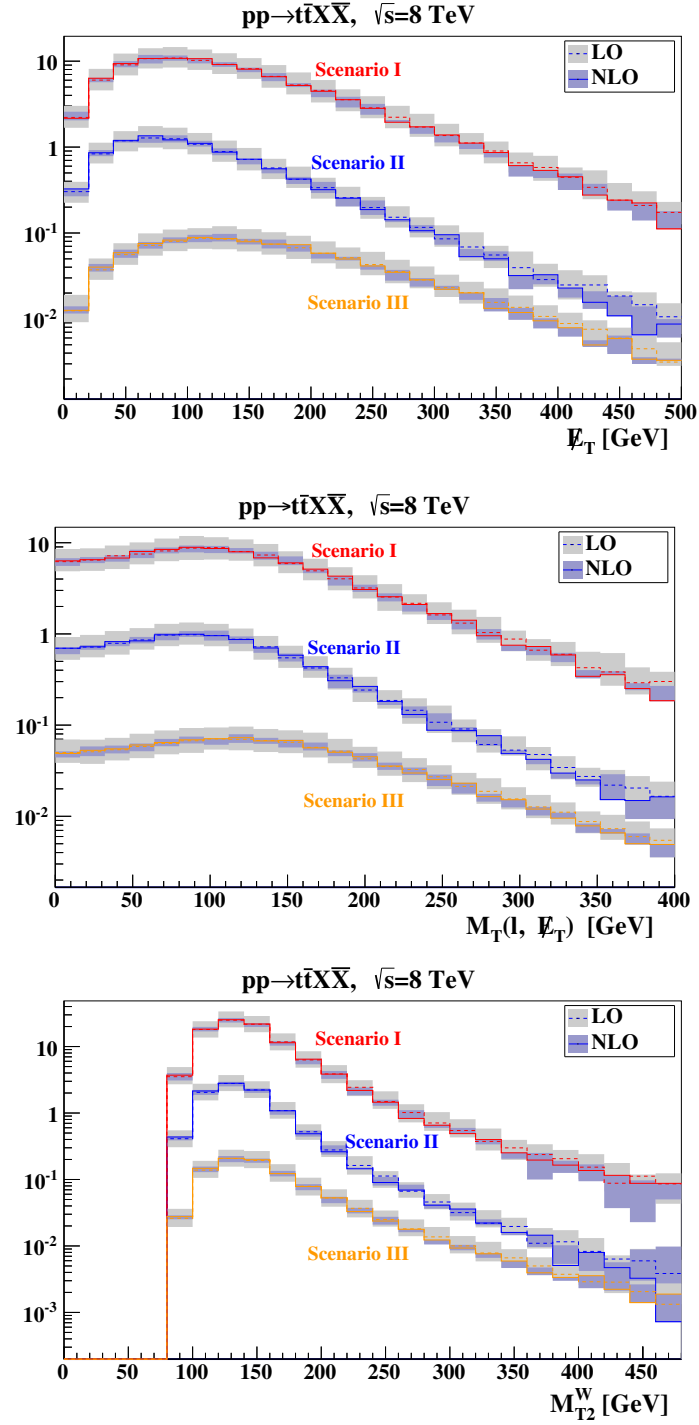 pp→tt̄XX̄, √s=8 TeV
LO
NLO
Scenario I
Scenario II
Scenario III
10
1
10⁻¹
10⁻²
0 50 100 150 200 250 300 350 400 450 500
E̸_T [GeV]
pp→tt̄XX̄, √s=8 TeV
LO
NLO
Scenario I
Scenario II
Scenario III
10
1
10⁻¹
10⁻²
0 50 100 150 200 250 300 350 400
M_T(l, E̸_T) [GeV]
pp→tt̄XX̄, √s=8 TeV
LO
NLO
Scenario I
Scenario II
Scenario III
10
1
10⁻¹
10⁻²
10⁻³
0 50 100 150 200 250 300 350 400 450
M_T2^W [GeV]